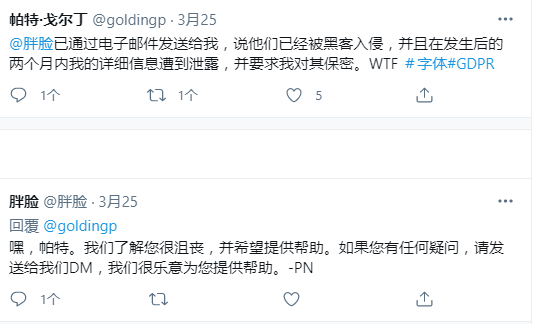 帕特·戈尔丁 @goldingp · 3月25
@胖脸已通过电子邮件发送给我，说他们已经被黑客入侵，并且在发生后的
两个月内我的详细信息遭到泄露，并要求我对其保密。WTF ＃字体#GDPR
1个 1个 5
胖脸 @胖脸 · 3月25
回覆 @goldingp
嘿，帕特。我们了解您很沮丧，并希望提供帮助。如果您有任何疑问，请发
送给我们DM，我们很乐意为您提供帮助。-PN
1个